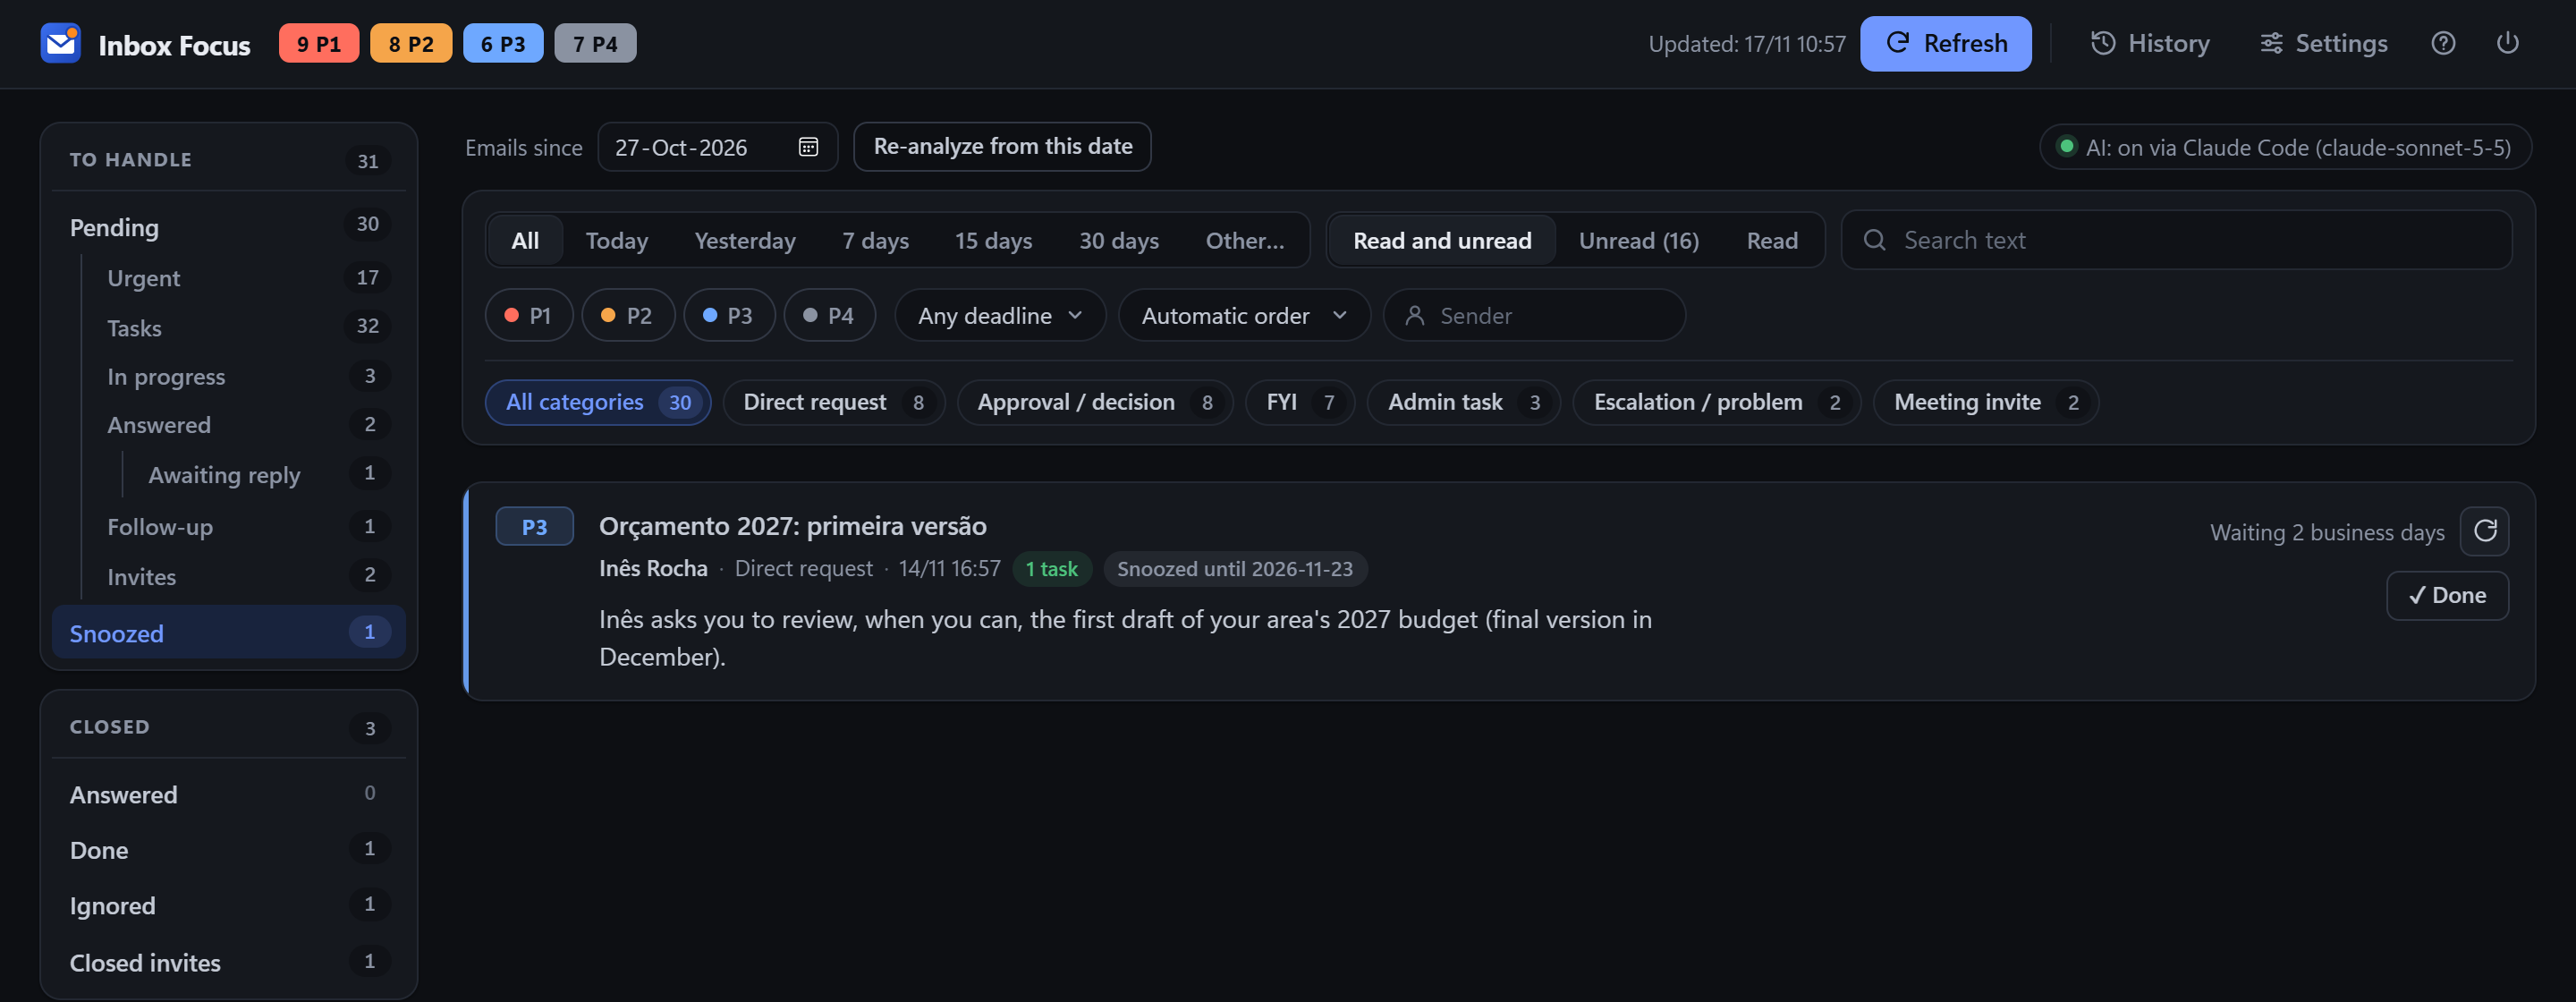 Inbox Focus 9 P1 8 P2 6 P3 7 P4 Updated: 17/11 10:57 Refresh History Settings
TO HANDLE 31
Pending 30
Urgent 17
Tasks 32
In progress 3
Answered 2
Awaiting reply 1
Follow-up 1
Invites 2
Snoozed 1
CLOSED 3
Answered 0
Done 1
Ignored 1
Closed invites 1
Emails since 27-Oct-2026 Re-analyze from this date AI: on via Claude Code (claude-sonnet-5-5)
All Today Yesterday 7 days 15 days 30 days Other... Read and unread Unread (16) Read Search text
P1 P2 P3 P4 Any deadline Automatic order Sender
All categories 30 Direct request 8 Approval / decision 8 FYI 7 Admin task 3 Escalation / problem 2 Meeting invite 2
P3 Orçamento 2027: primeira versão Waiting 2 business days
Inês Rocha · Direct request · 14/11 16:57 1 task Snoozed until 2026-11-23
✓ Done
Inês asks you to review, when you can, the first draft of your area's 2027 budget (final version in
December).